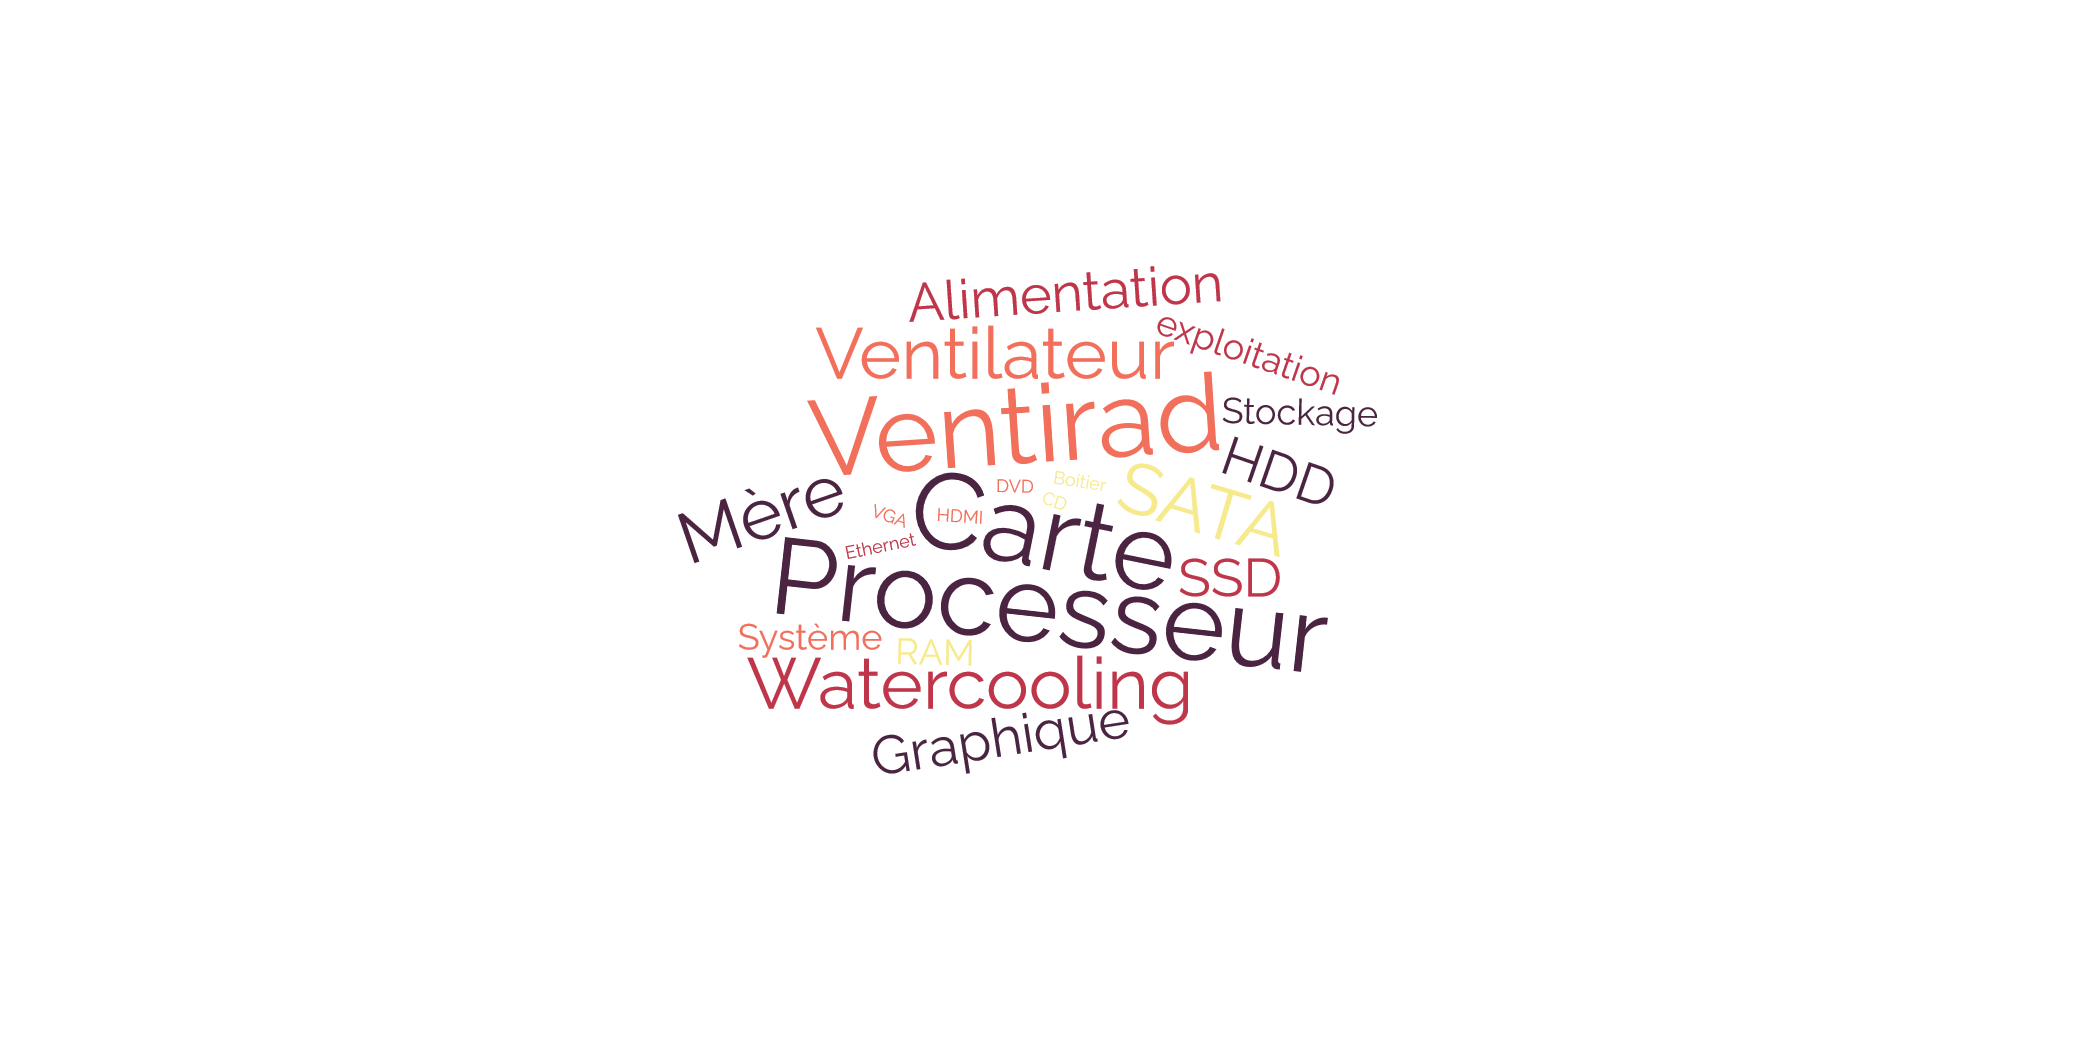 Alimentation
exploitation
Ventilateur
Ventirad
Stockage
HDD
Mère
DVD
Boitier
CD
SATA
VGA
HDMI
Carte
Ethernet
Processeur
SSD
Système
RAM
Watercooling
Graphique